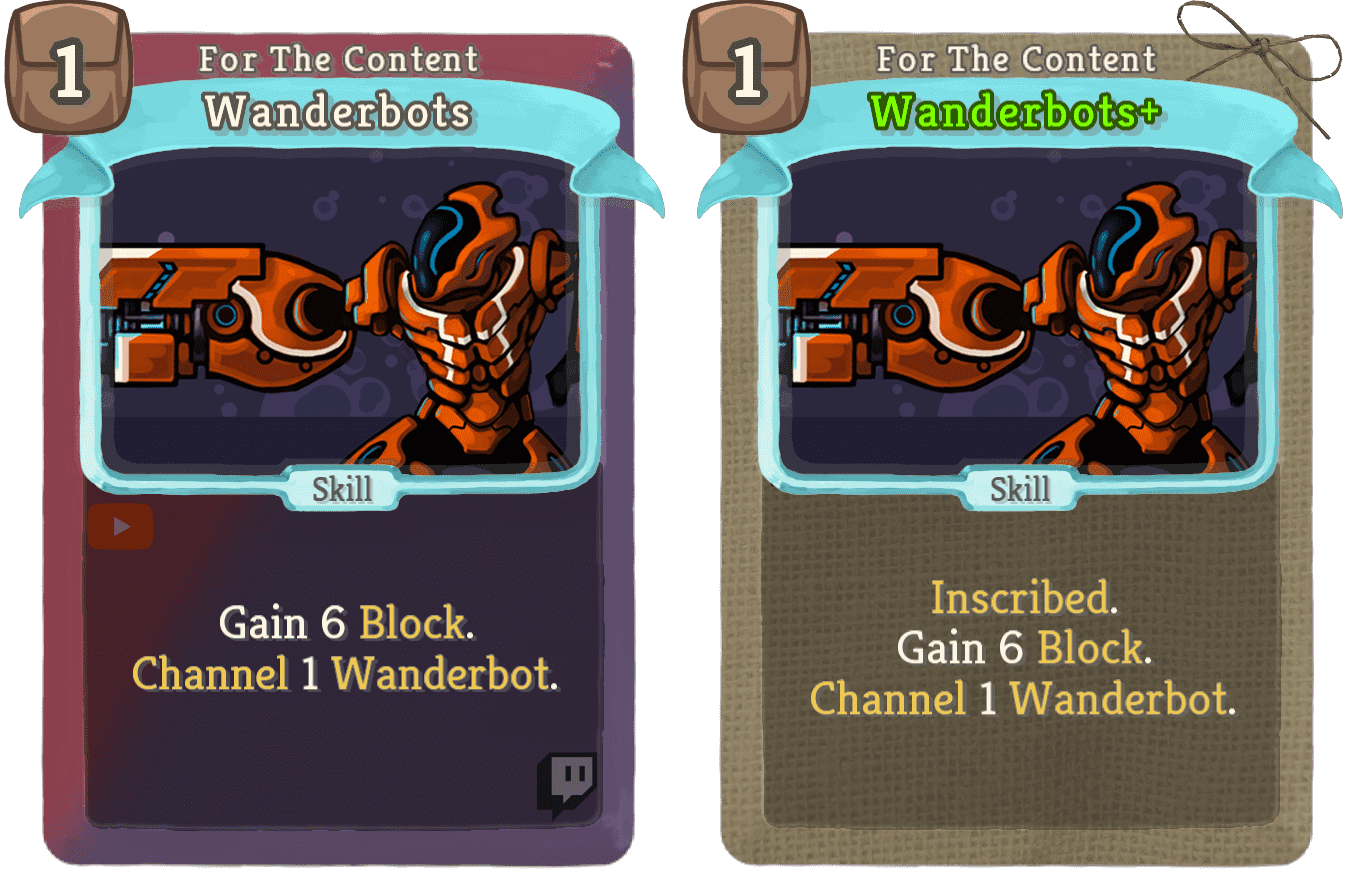 1
For The Content
Wanderbots
Skill
Gain 6 Block.
Channel 1 Wanderbot.
1
For The Content
Wanderbots+
Skill
Inscribed.
Gain 6 Block.
Channel 1 Wanderbot.